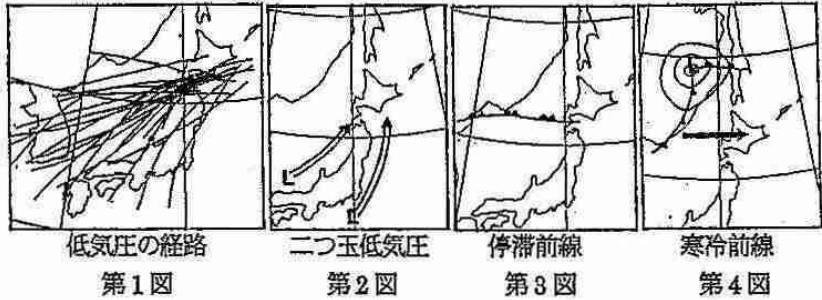 L
L
低気圧の経路
二つ玉低気圧
停滞前線
寒冷前線
第1図
第2図
第3図
第4図